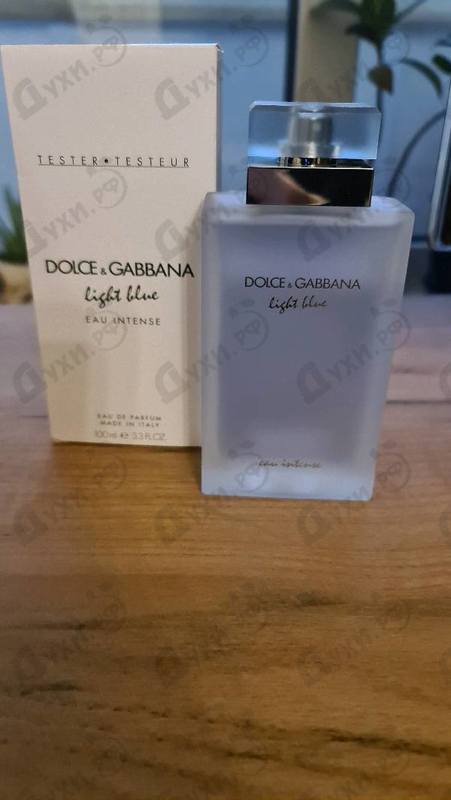 TESTER • TESTEUR
DOLCE & GABBANA
light blue
EAU INTENSE
EAU DE PARFUM
MADE IN ITALY
100ml e 3.3 FL.OZ.
DOLCE & GABBANA
light blue
eau intense
Духи.РФ